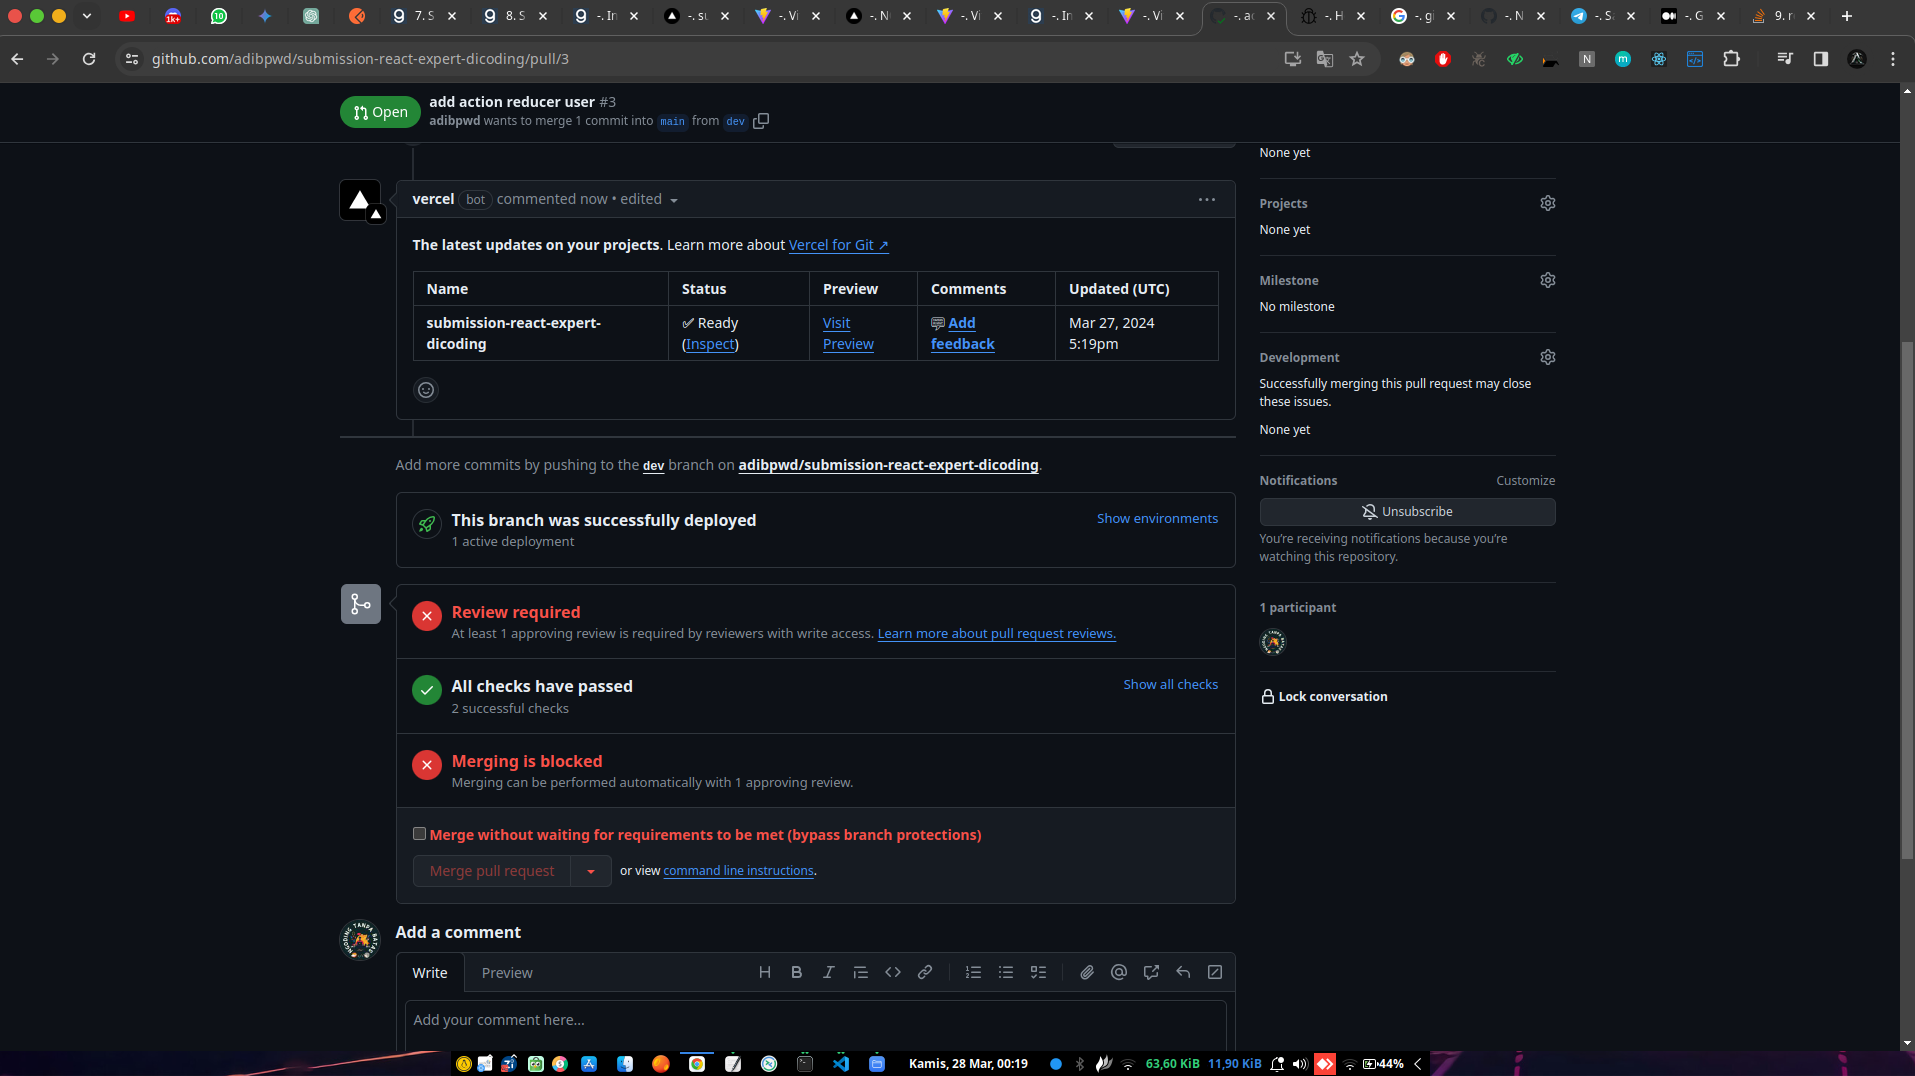 7. S
8. S
-. In
-. su
-. Vi
-. N
-. Vi
-. In
-. Vi
-. ac
-. H
-. gi
-. N
-. S
-. G
9. r
github.com/adibpwd/submission-react-expert-dicoding/pull/3
Open
add action reducer user #3
adibpwd wants to merge 1 commit into main from dev
vercel bot commented now • edited
The latest updates on your projects. Learn more about Vercel for Git ↗
Name Status Preview Comments Updated (UTC)
submission-react-expert-dicoding
✅ Ready (Inspect)
Visit Preview
💬 Add feedback
Mar 27, 2024 5:19pm
Add more commits by pushing to the dev branch on adibpwd/submission-react-expert-dicoding.
This branch was successfully deployed
Show environments
1 active deployment
Review required
At least 1 approving review is required by reviewers with write access. Learn more about pull request reviews.
All checks have passed
Show all checks
2 successful checks
Merging is blocked
Merging can be performed automatically with 1 approving review.
Merge without waiting for requirements to be met (bypass branch protections)
Merge pull request
or view command line instructions.
Add a comment
Write
Preview
Add your comment here...
None yet
Projects
None yet
Milestone
No milestone
Development
Successfully merging this pull request may close
these issues.
None yet
Notifications
Customize
Unsubscribe
You're receiving notifications because you're
watching this repository.
1 participant
Lock conversation
Kamis, 28 Mar, 00:19
63,60 KiB
11,90 KiB
44%